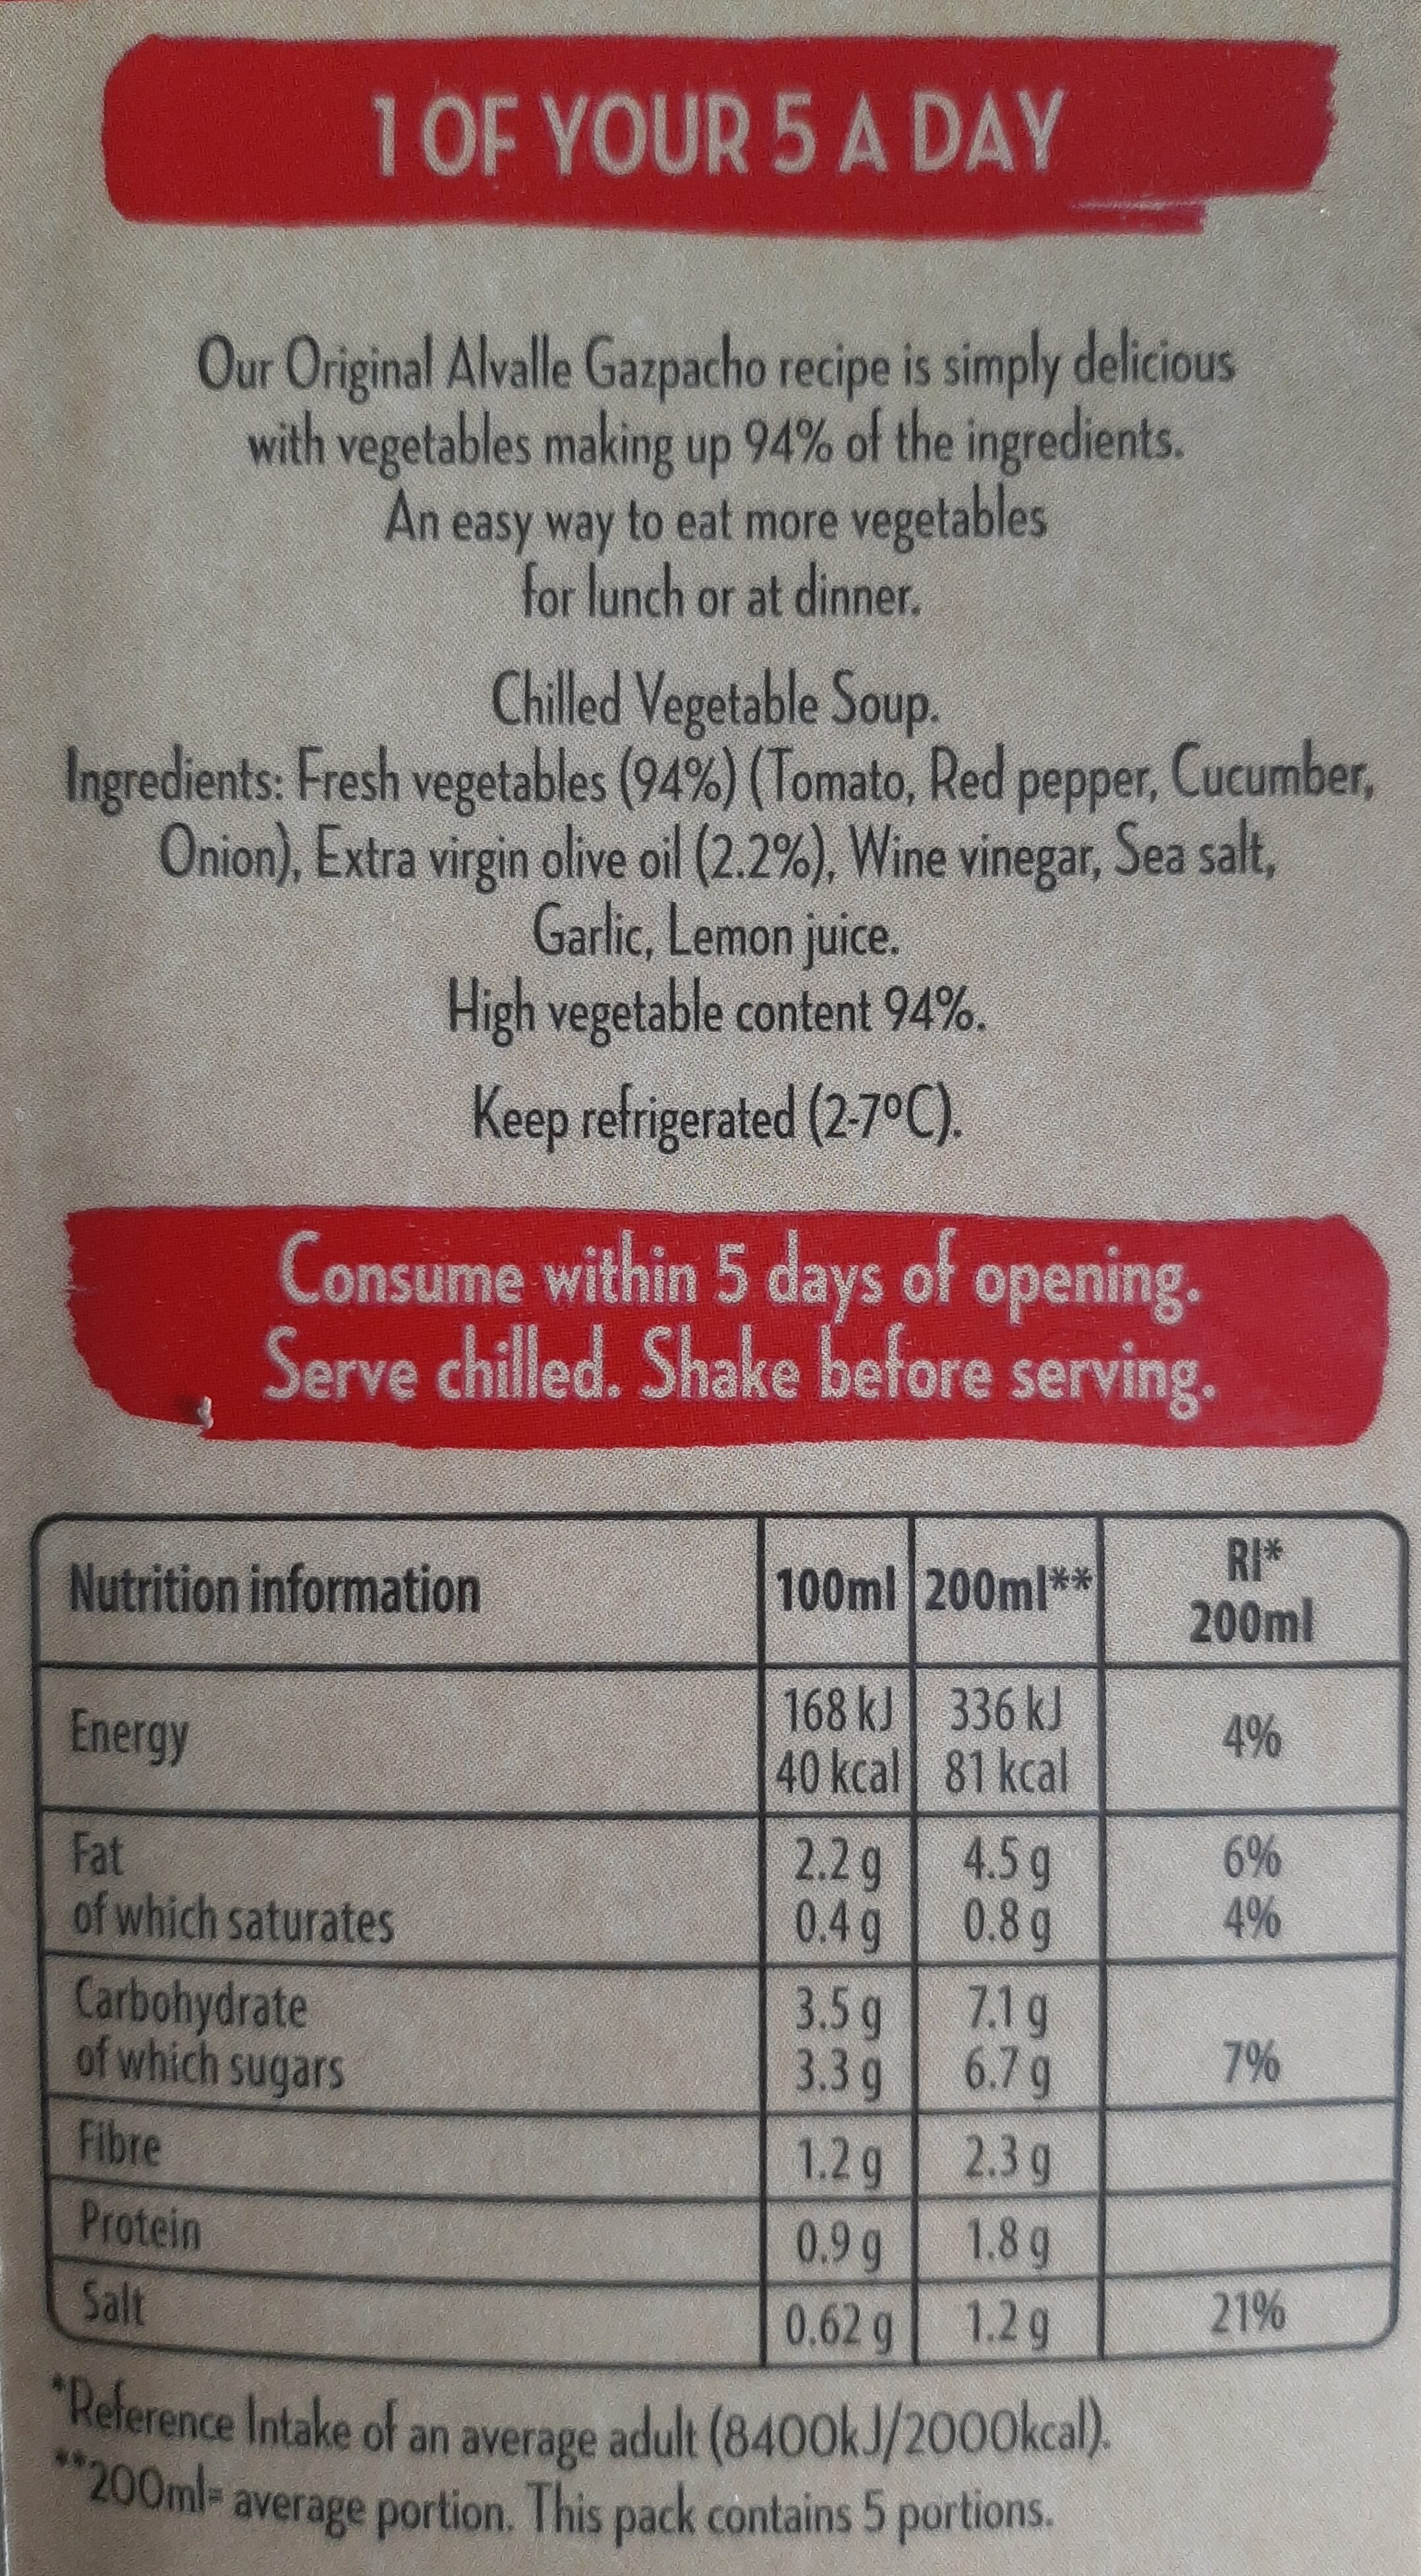 1 OF YOUR 5 A DAY
Our Original Alvalle Gazpacho recipe is simply delicious
with vegetables making up 94% of the ingredients.
An easy way to eat more vegetables
for lunch or at dinner.
Chilled Vegetable Soup.
Ingredients: Fresh vegetables (94%) (Tomato, Red pepper, Cucumber,
Onion), Extra virgin olive oil (2.2%), Wine vinegar, Sea salt,
Garlic, Lemon juice.
High vegetable content 94%.
Keep refrigerated (2-7ºC).
Consume within 5 days of opening.
Serve chilled. Shake before serving.
Nutrition information 100ml 200ml** RI* 200ml
Energy 168 kJ 336 kJ 4%
40 kcal 81 kcal
Fat 2.2 g 4.5 g 6%
of which saturates 0.4 g 0.8 g 4%
Carbohydrate 3.5 g 7.1 g
of which sugars 3.3 g 6.7 g 7%
Fibre 1.2 g 2.3 g
Protein 0.9 g 1.8 g
Salt 0.62 g 1.2 g 21%
*Reference Intake of an average adult (8400kJ/2000kcal).
**200ml= average portion. This pack contains 5 portions.